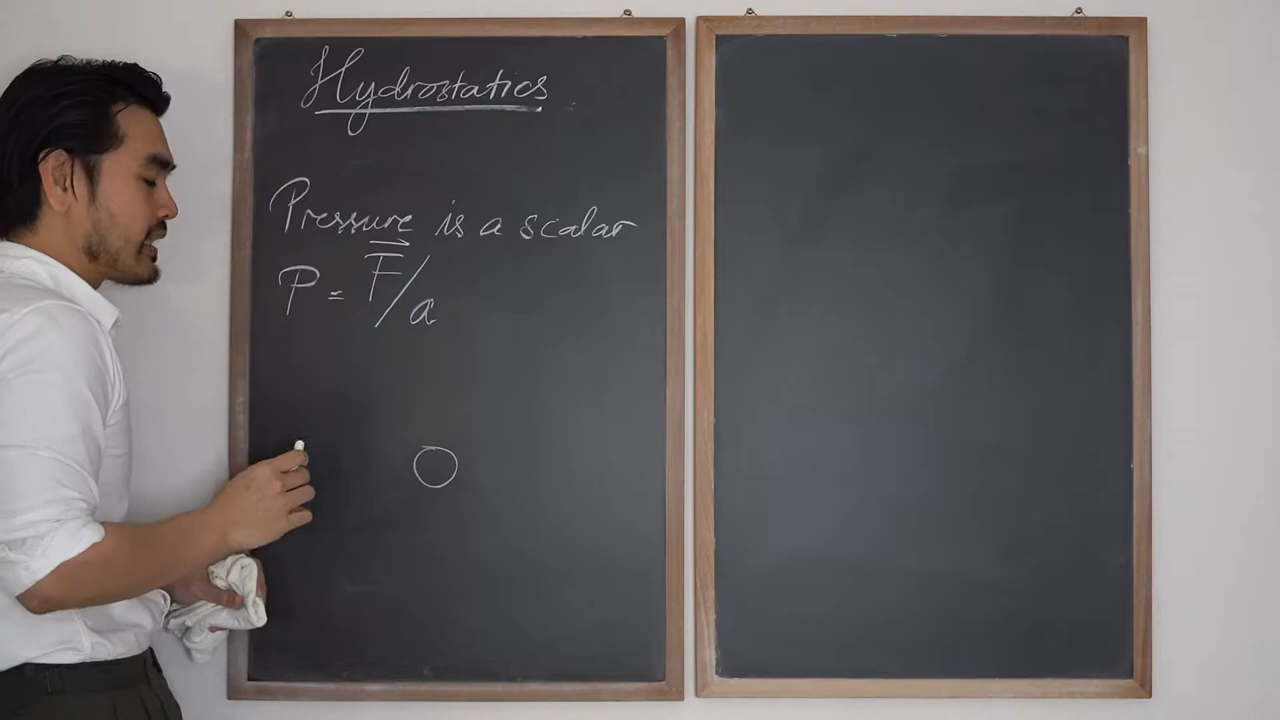 Hydrostatics
Pressure is a scalar
P = F⃗/a